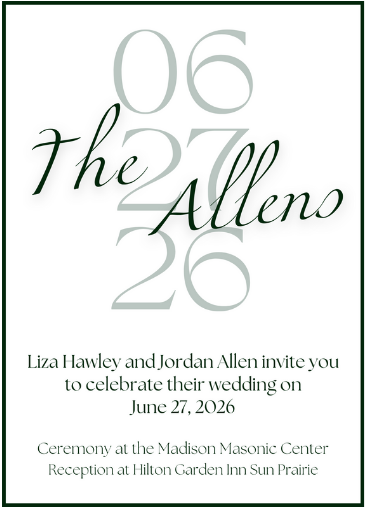 06
The
27
Allens
26
Liza Hawley and Jordan Allen invite you
to celebrate their wedding on
June 27, 2026
Ceremony at the Madison Masonic Center
Reception at Hilton Garden Inn Sun Prairie